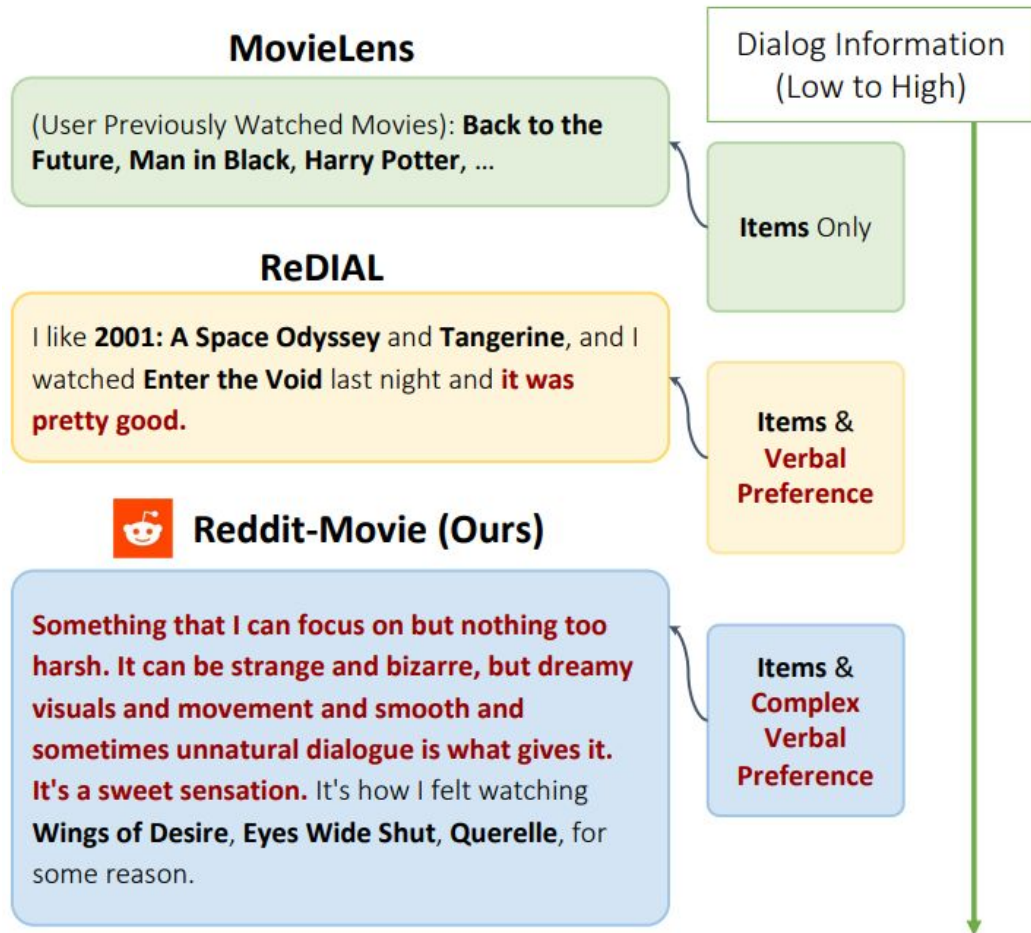 MovieLens
(User Previously Watched Movies): Back to the
Future, Man in Black, Harry Potter, ...
Dialog Information
(Low to High)
Items Only
ReDIAL
I like 2001: A Space Odyssey and Tangerine, and I
watched Enter the Void last night and it was
pretty good.
Items &
Verbal
Preference
Reddit-Movie (Ours)
Something that I can focus on but nothing too
harsh. It can be strange and bizarre, but dreamy
visuals and movement and smooth and
sometimes unnatural dialogue is what gives it.
It's a sweet sensation. It's how I felt watching
Wings of Desire, Eyes Wide Shut, Querelle, for
some reason.
Items &
Complex
Verbal
Preference